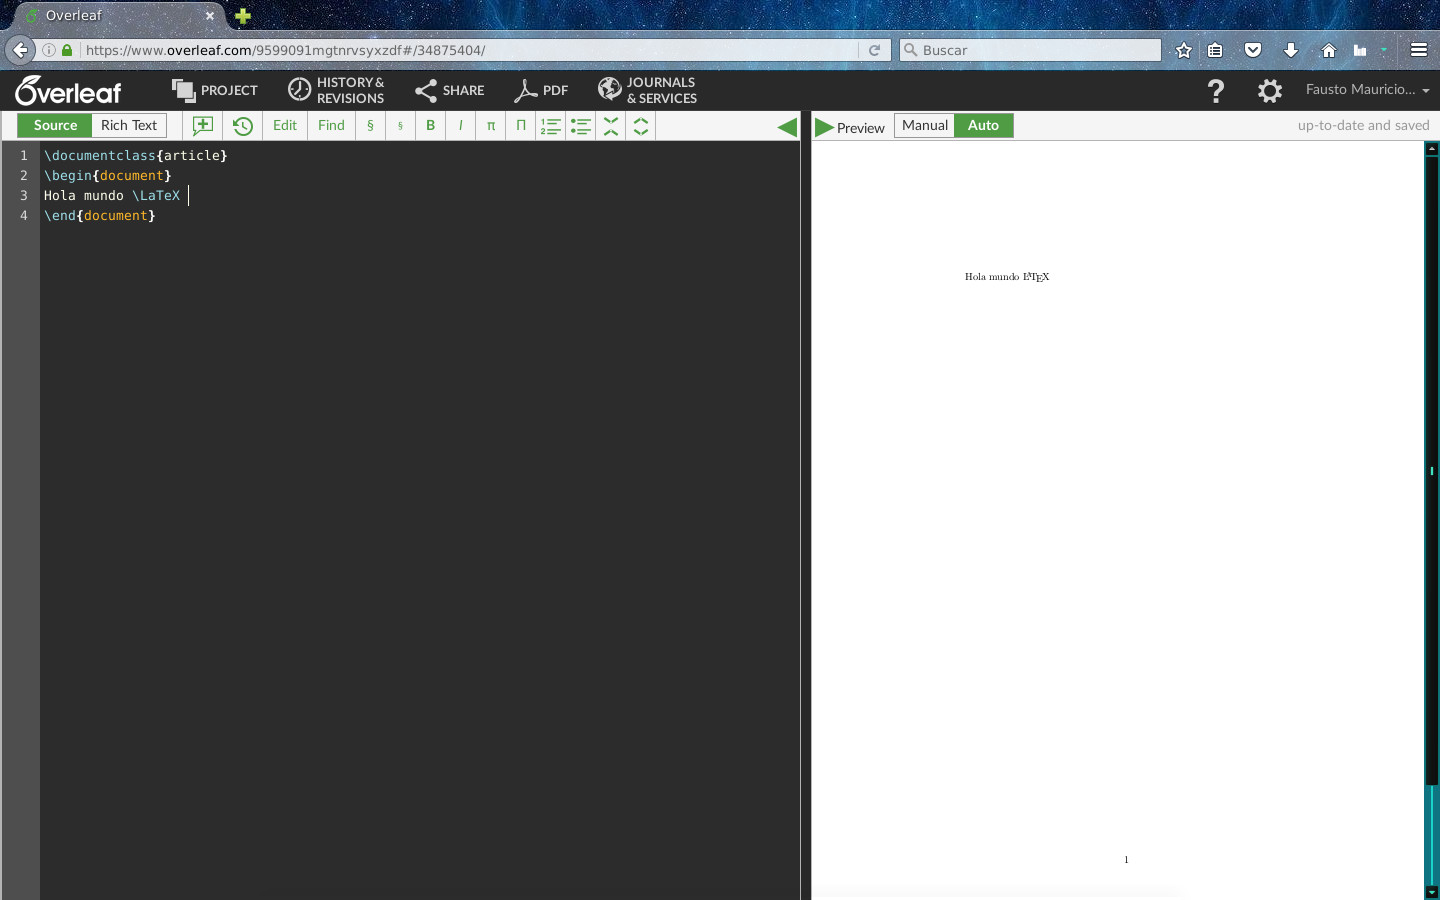 Overleaf
https://www.overleaf.com/9599091mgtnrvsyxzdf#/34875404/
Buscar
Overleaf
PROJECT
HISTORY &
REVISIONS
SHARE
PDF
JOURNALS
& SERVICES
?
Fausto Mauricio...
Source
Rich Text
Edit
Find
§
§
B
I
π
Π
Preview
Manual
Auto
up-to-date and saved
1 \documentclass{article}
2 \begin{document}
3 Hola mundo \LaTeX
4 \end{document}
Hola mundo LATEX
1